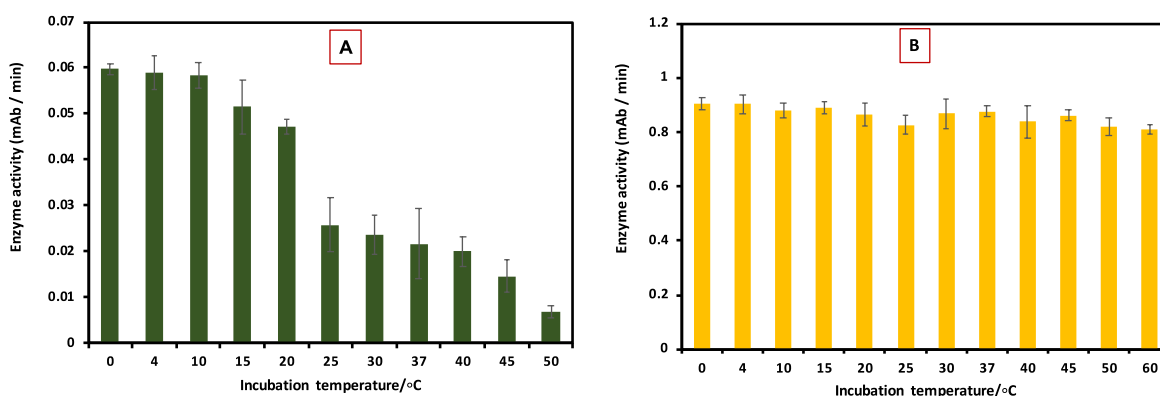 A
Enzyme activity (mAb / min)
0.07
0.06
0.05
0.04
0.03
0.02
0.01
0
0 4 10 15 20 25 30 37 40 45 50
Incubation temperature/°C
B
Enzyme activity (mAb / min)
1.2
1
0.8
0.6
0.4
0.2
0
0 4 10 15 20 25 30 37 40 45 50 60
Incubation temperature/°C